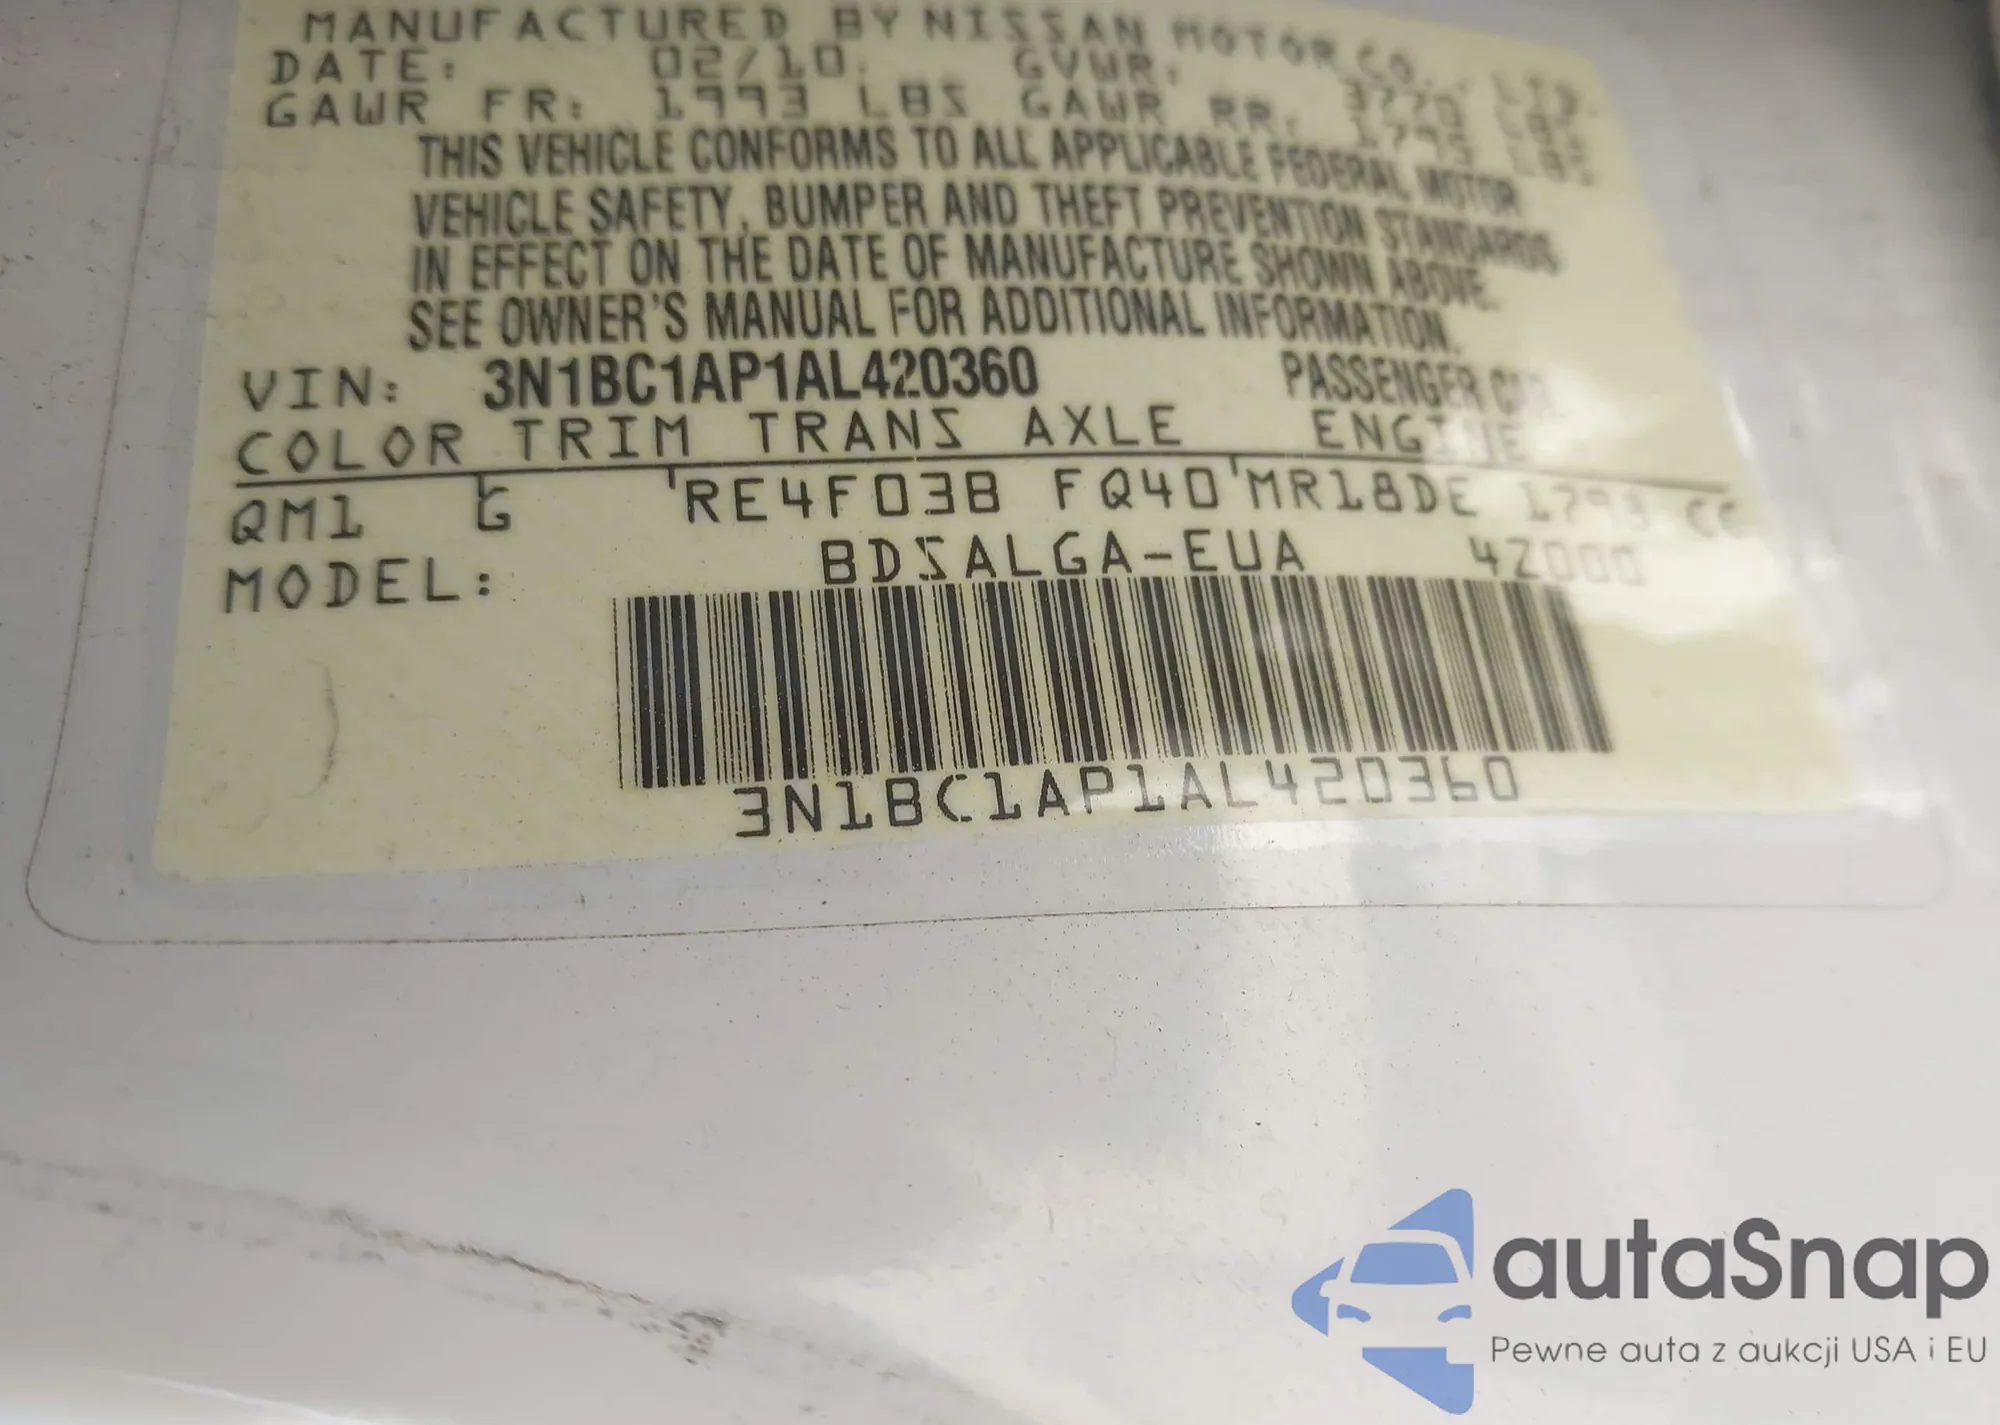 MANUFACTURED BY NISSAN MOTOR CO., LTD.
DATE: 02/10. GVWR: 3770 LBS
GAWR FR: 1993 LBS GAWR RR: 1795 LBS
THIS VEHICLE CONFORMS TO ALL APPLICABLE FEDERAL MOTOR
VEHICLE SAFETY, BUMPER AND THEFT PREVENTION STANDARDS
IN EFFECT ON THE DATE OF MANUFACTURE SHOWN ABOVE.
SEE OWNER'S MANUAL FOR ADDITIONAL INFORMATION.
VIN: 3N1BC1AP1AL420360 PASSENGER CAR
COLOR TRIM TRANS AXLE ENGINE
QM1 G RE4F03B FQ40 MR18DE 1793 CC
MODEL: BDSALGA-EUA 4Z000
3N1BC1AP1AL420360
autaSnap
Pewne auta z aukcji USA i EU